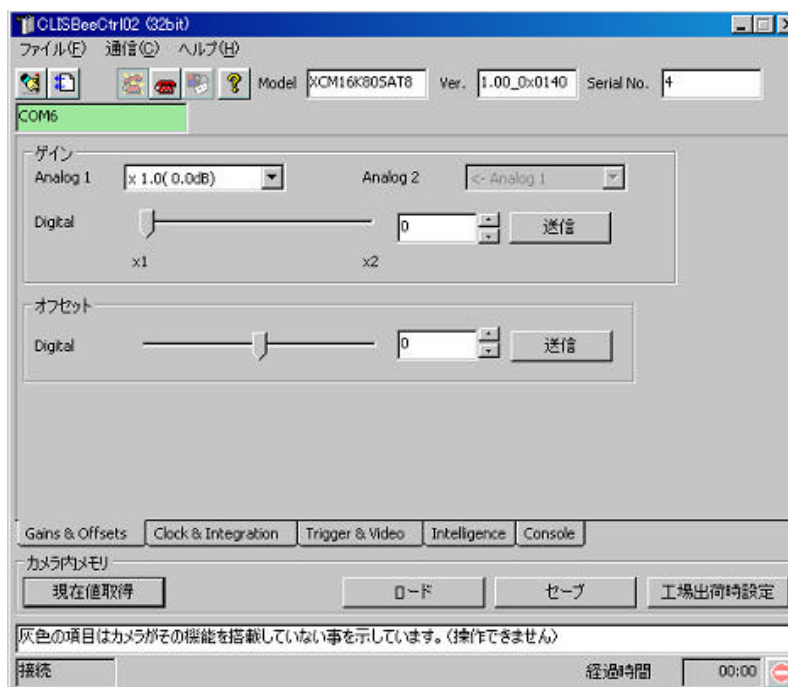 CLISBeeCtrl02 (32bit)
ファイル(F) 通信(C) ヘルプ(H)
Model XCM16K80SAT8 Ver. 1.00_0x0140 Serial No. 4
COM6
ゲイン
Analog 1 x 1.0( 0.0dB) Analog 2 <- Analog 1
Digital 0 送信
x1 x2
オフセット
Digital 0 送信
Gains & Offsets Clock & Integration Trigger & Video Intelligence Console
カメラ内メモリ
現在値取得 ロード セーブ 工場出荷時設定
灰色の項目はカメラがその機能を搭載していない事を示しています。(操作できません)
接続 経過時間 00:00